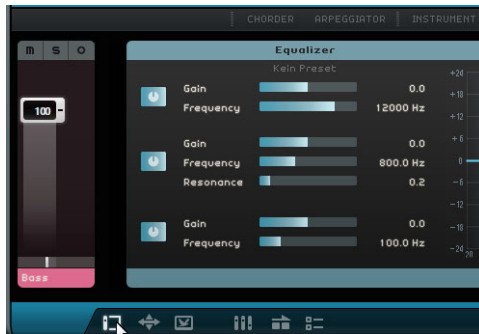 CHORDER ARPEGGIATOR INSTRUMENT
M S O
100
Bass
Equalizer
Kein Preset
Gain 0.0
Frequency 12000 Hz
Gain 0.0
Frequency 800.0 Hz
Resonance 0.2
Gain 0.0
Frequency 100.0 Hz
+24
+18
+12
+6
0
-6
-12
-18
-24
20